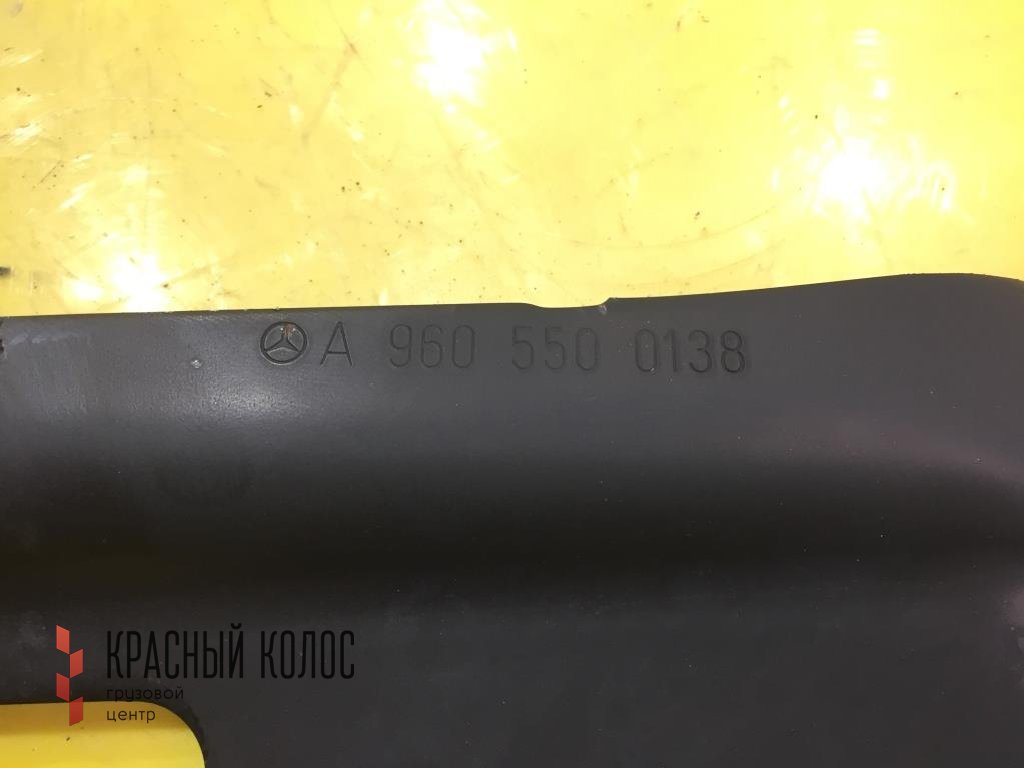 A 960 550 0138
КРАСНЫЙ КОЛОС
грузовой
центр